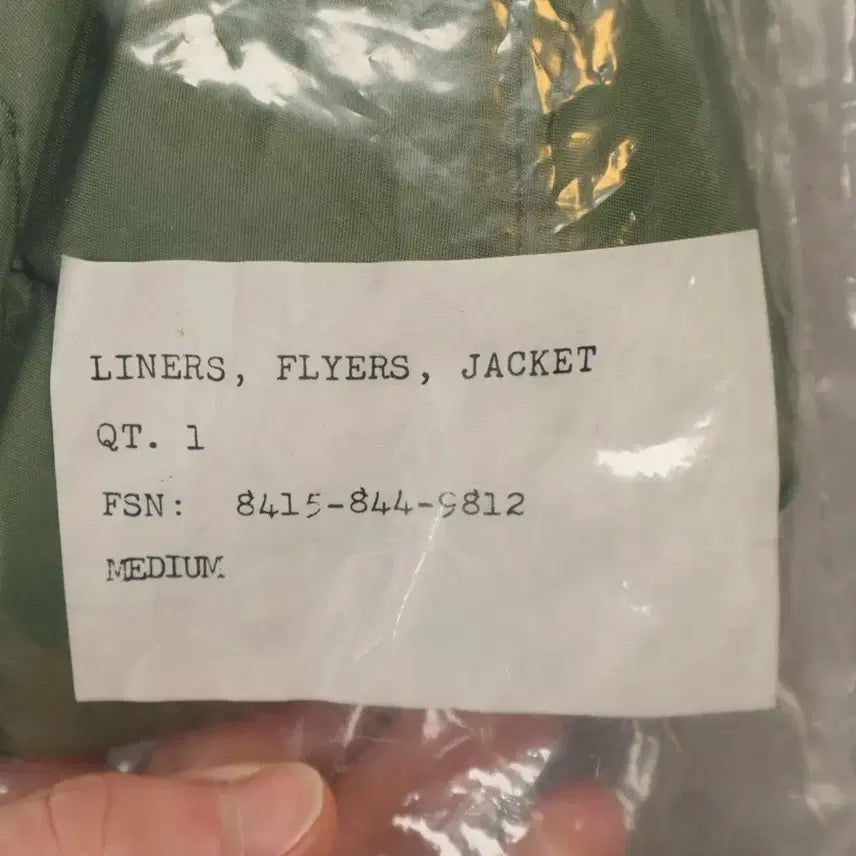 LINERS, FLYERS, JACKET
QT. 1
FSN: 8415-844-9812
MEDIUM